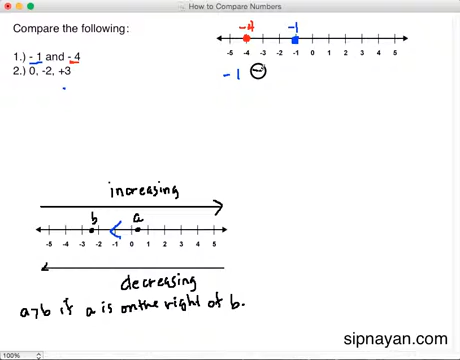 How to Compare Numbers
Compare the following:
1.) - 1 and - 4
2.) 0, -2, +3
-4 -1
-5 -4 -3 -2 -1 0 1 2 3 4 5
-1
increasing
b a
-5 -4 -3 -2 -1 0 1 2 3 4 5
decreasing
a>b if a is on the right of b.
sipnayan.com
100%